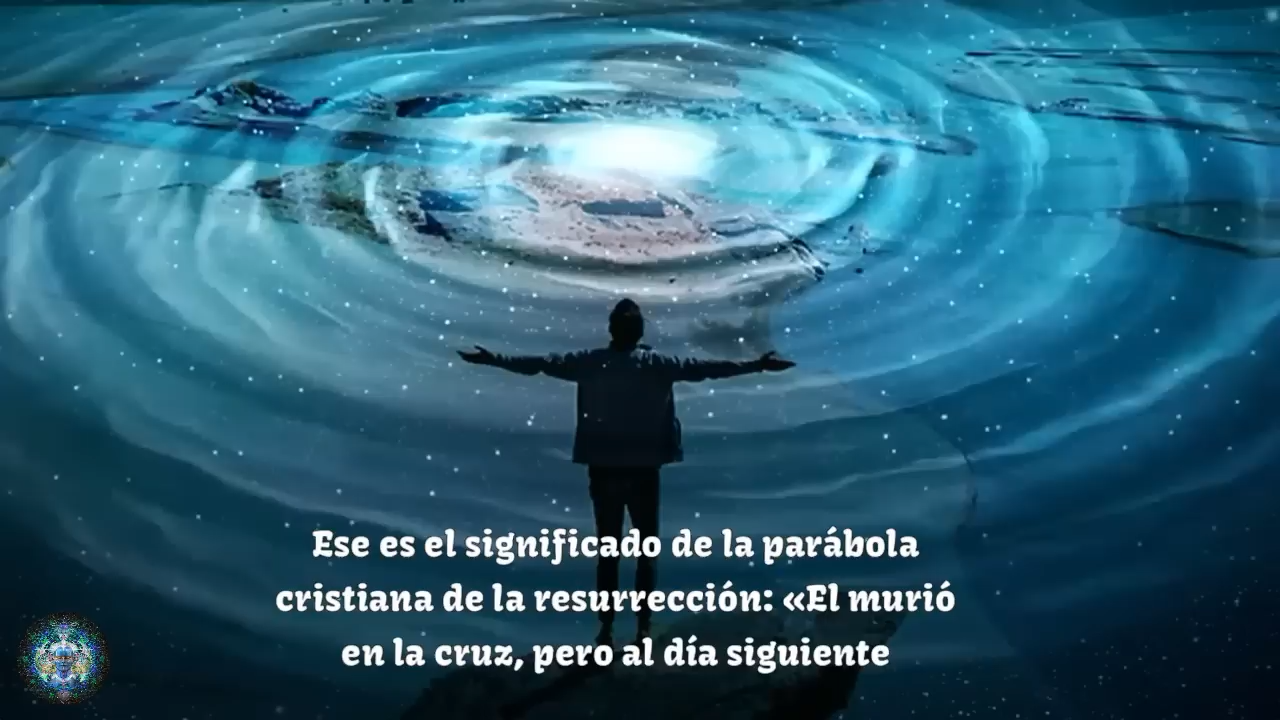 Ese es el significado de la parábola
cristiana de la resurrección: «El murió
en la cruz, pero al día siguiente